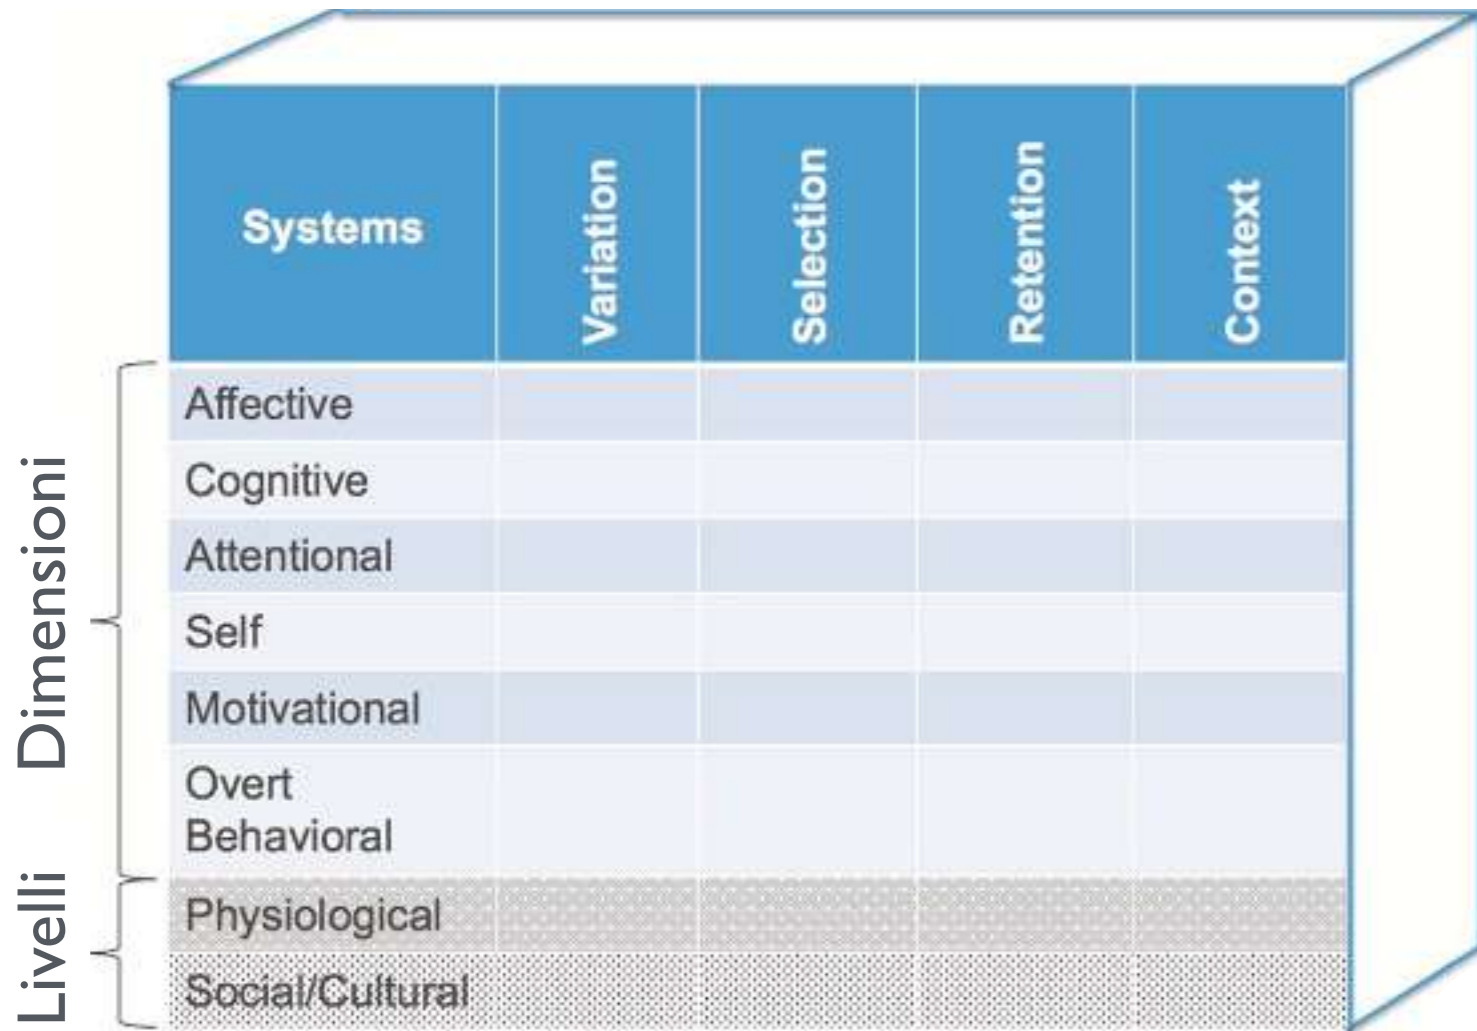 Systems
Variation
Selection
Retention
Context
Dimensioni
Affective
Cognitive
Attentional
Self
Motivational
Overt
Behavioral
Livelli
Physiological
Social/Cultural